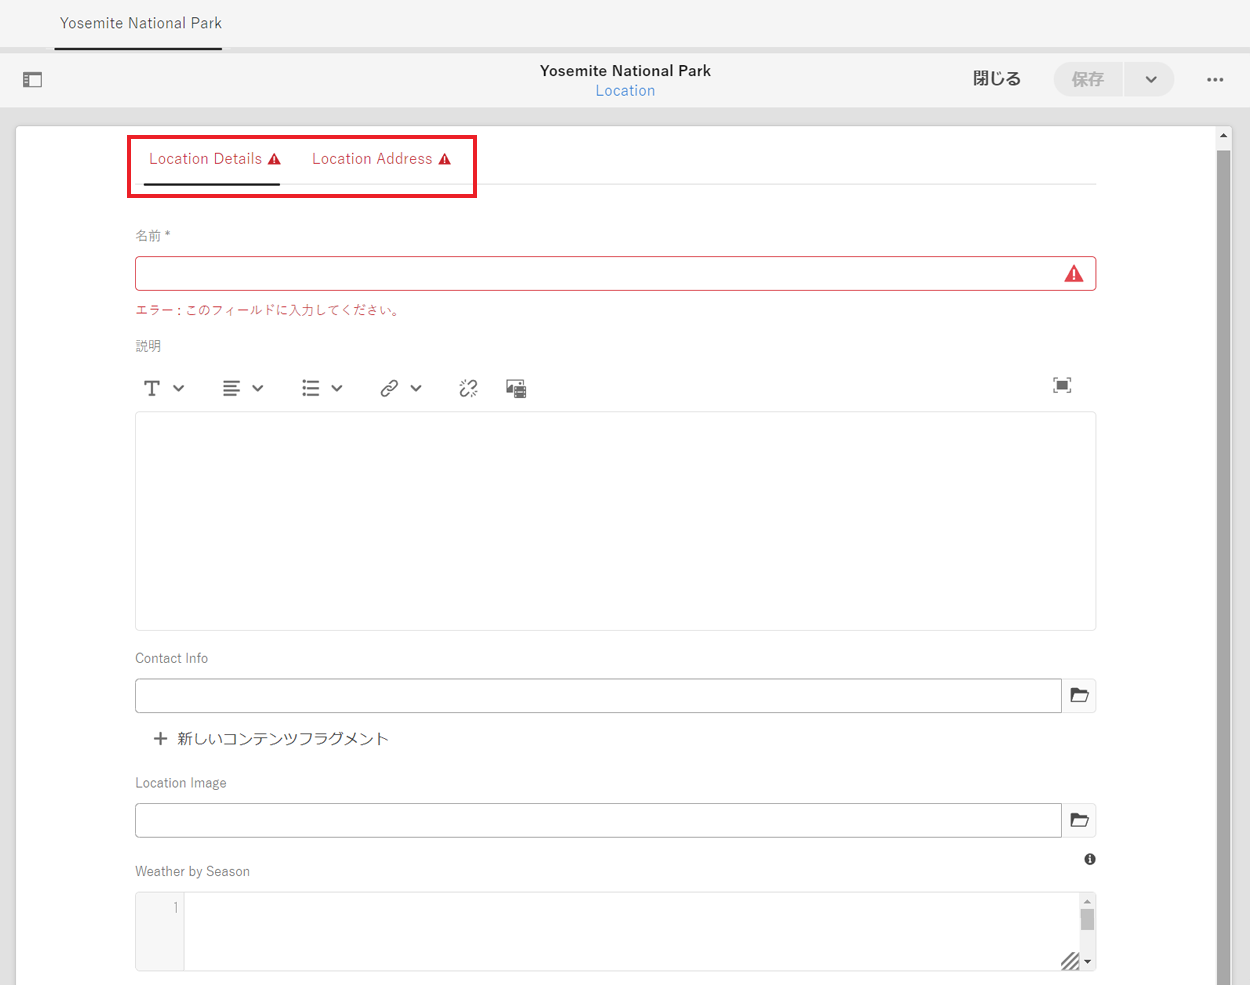 Yosemite National Park
Yosemite National Park
Location
閉じる
保存
Location Details
Location Address
名前 *
エラー : このフィールドに入力してください。
説明
Contact Info
新しいコンテンツフラグメント
Location Image
Weather by Season
1